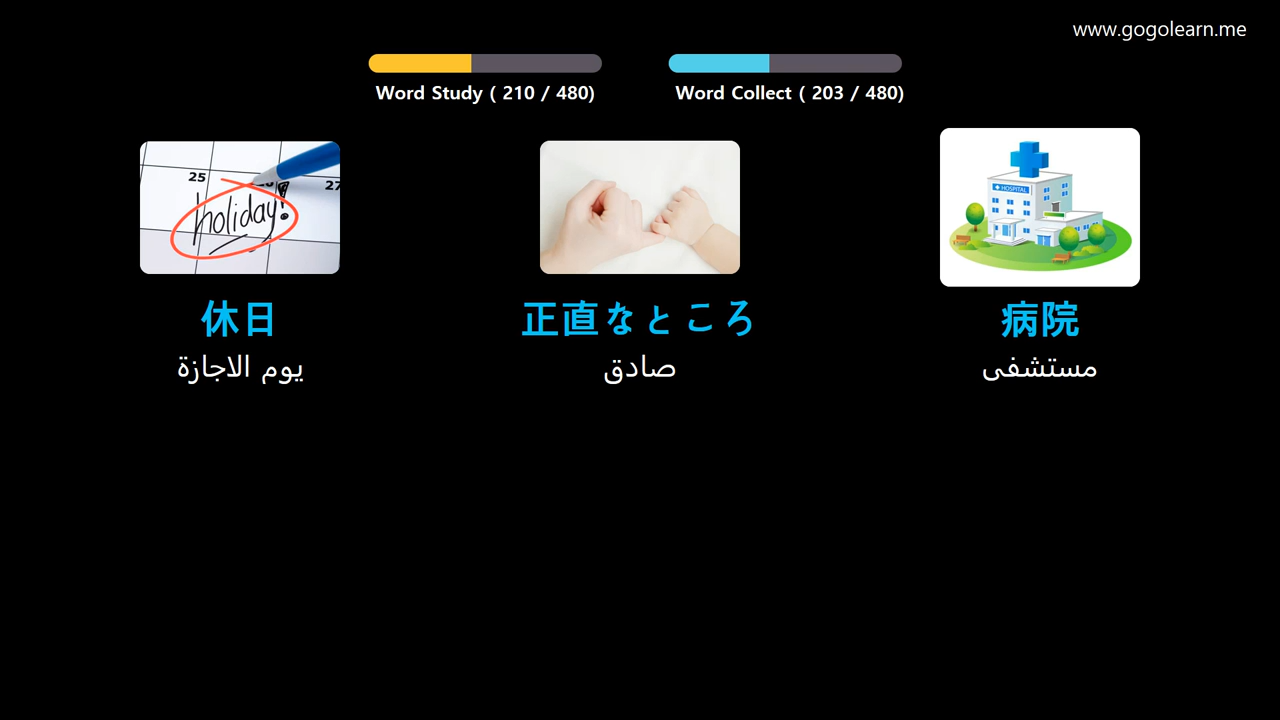 www.gogolearn.me
Word Study ( 210 / 480)
Word Collect ( 203 / 480)
25
27
holiday!
HOSPITAL
休日
正直なところ
病院
يوم الاجازة
صادق
مستشفى